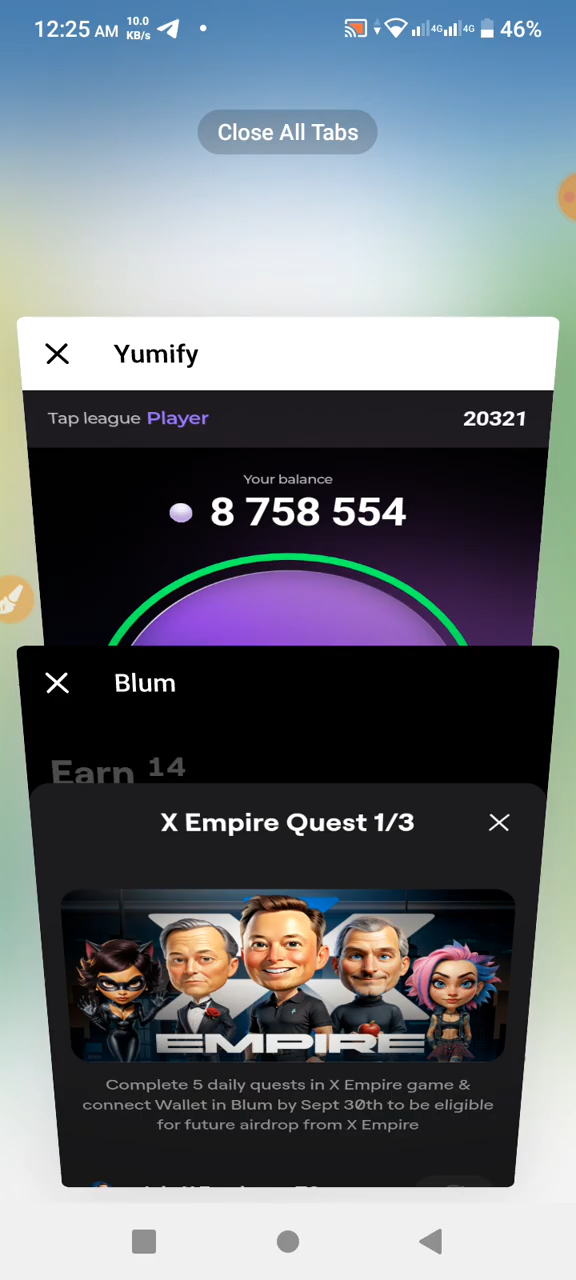 12:25 AM 10.0 KB/s 4G 4G 46%
Close All Tabs
Yumify
Tap league Player 20321
Your balance
8 758 554
Blum
Earn 14
X Empire Quest 1/3
EMPIRE
Complete 5 daily quests in X Empire game &
connect Wallet in Blum by Sept 30th to be eligible
for future airdrop from X Empire